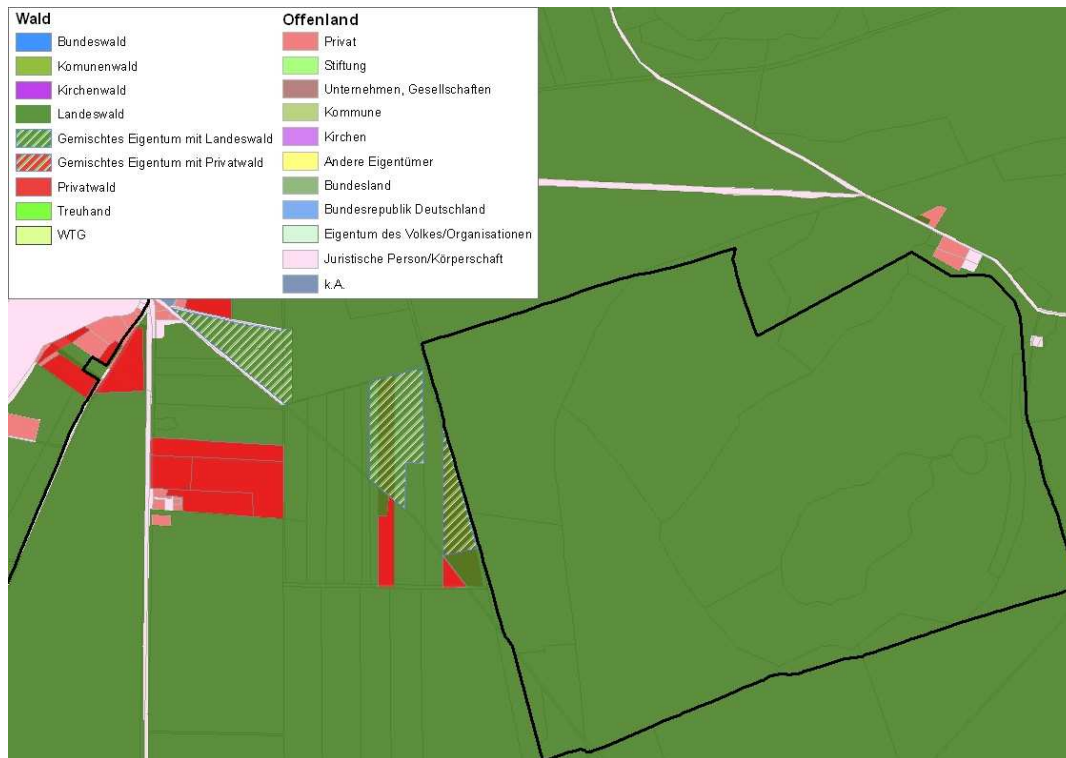 Wald
Bundeswald
Komunenwald
Kirchenwald
Landeswald
Gemischtes Eigentum mit Landeswald
Gemischtes Eigentum mit Privatwald
Privatwald
Treuhand
WTG
Offenland
Privat
Stiftung
Unternehmen, Gesellschaften
Kommune
Kirchen
Andere Eigentümer
Bundesland
Bundesrepublik Deutschland
Eigentum des Volkes/Organisationen
Juristische Person/Körperschaft
k.A.